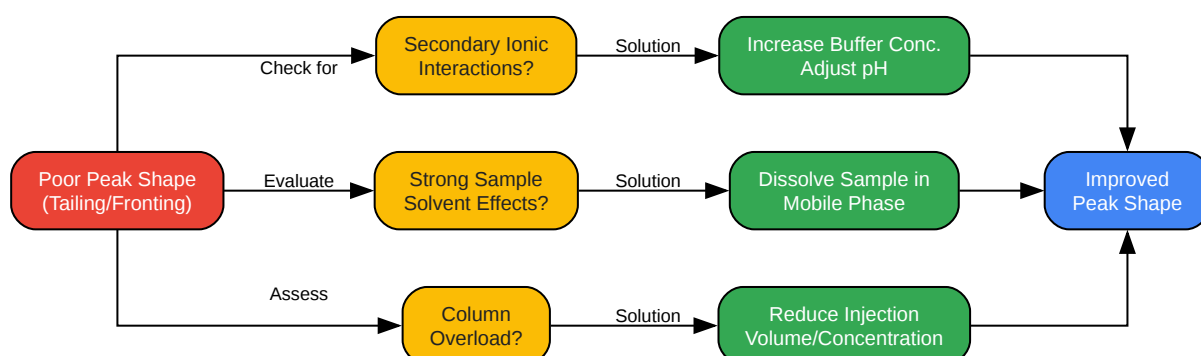 Secondary Ionic
Interactions?
Solution
Increase Buffer Conc.
Adjust pH
Check for
Poor Peak Shape
(Tailing/Fronting)
Evaluate
Strong Sample
Solvent Effects?
Solution
Dissolve Sample in
Mobile Phase
Improved
Peak Shape
Assess
Column
Overload?
Solution
Reduce Injection
Volume/Concentration